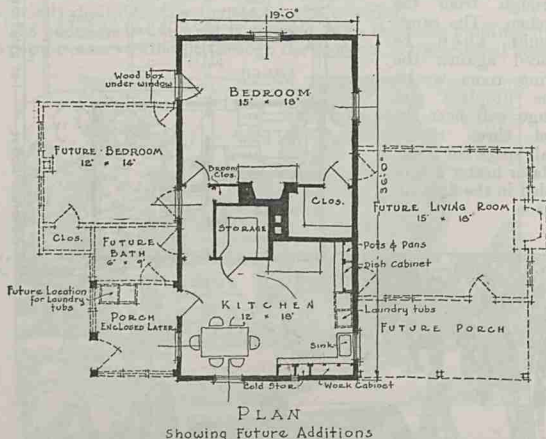 19'-0"
Wood box
under window
BEDROOM
15' × 18'
FUTURE BEDROOM
12' × 14'
Broom
Clos.
CLOS.
STORAGE
36'-0"
FUTURE LIVING ROOM
15' × 18'
CLOS.
FUTURE
BATH
6' × 9'
Pots & Pans
Dish Cabinet
Future Location
for Laundry
tubs
KITCHEN
12' × 18'
Laundry tubs
PORCH
ENCLOSED LATER
Sink
FUTURE PORCH
Cold Stor.
Work Cabinet
PLAN
Showing Future Additions